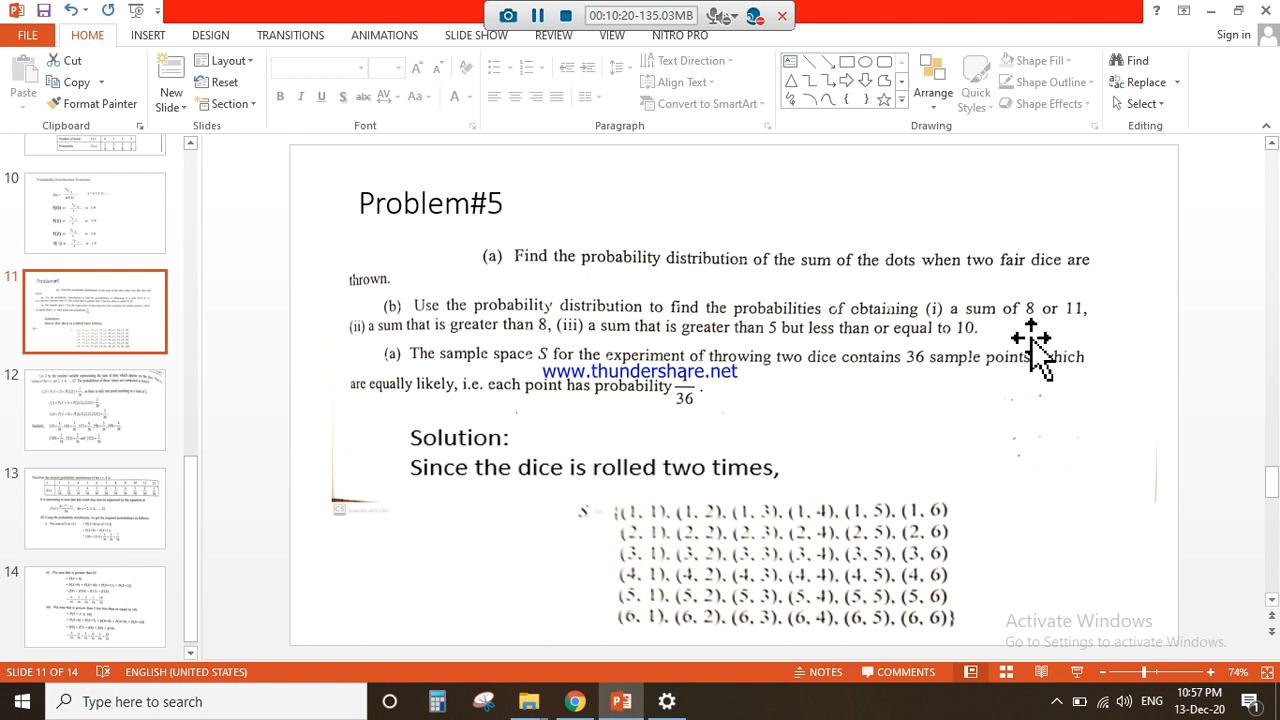 00:10:20-135.03MB
Sign in
FILE HOME INSERT DESIGN TRANSITIONS ANIMATIONS SLIDE SHOW REVIEW VIEW NITRO PRO
Paste Cut Copy Format Painter
Clipboard
New Slide Layout Reset Section
Slides
Font
Text Direction Align Text Convert to SmartArt
Paragraph
Arrange Quick Styles Shape Fill Shape Outline Shape Effects
Drawing
Find Replace Select
Editing
10
11
12
13
14
Problem#5
(a) Find the probability distribution of the sum of the dots when two fair dice are
thrown.
(b) Use the probability distribution to find the probabilities of obtaining (i) a sum of 8 or 11,
(ii) a sum that is greater than 8, (iii) a sum that is greater than 5 but less than or equal to 10.
(a) The sample space S for the experiment of throwing two dice contains 36 sample points, which
www.thundershare.net
are equally likely, i.e. each point has probability — .
36
Solution:
Since the dice is rolled two times,
S = {(1, 1), (1, 2), (1, 3), (1, 4), (1, 5), (1, 6)
(2, 1), (2, 2), (2, 3), (2, 4), (2, 5), (2, 6)
(3, 1), (3, 2), (3, 3), (3, 4), (3, 5), (3, 6)
(4, 1), (4, 2), (4, 3), (4, 4), (4, 5), (4, 6)
(5, 1), (5, 2), (5, 3), (5, 4), (5, 5), (5, 6)
(6, 1), (6, 2), (6, 3), (6, 4), (6, 5), (6, 6)}
CS Scanned with Cam
Activate Windows
Go to Settings to activate Windows.
SLIDE 11 OF 14 ENGLISH (UNITED STATES) NOTES COMMENTS 74%
Type here to search
ENG
10:57 PM
13-Dec-20